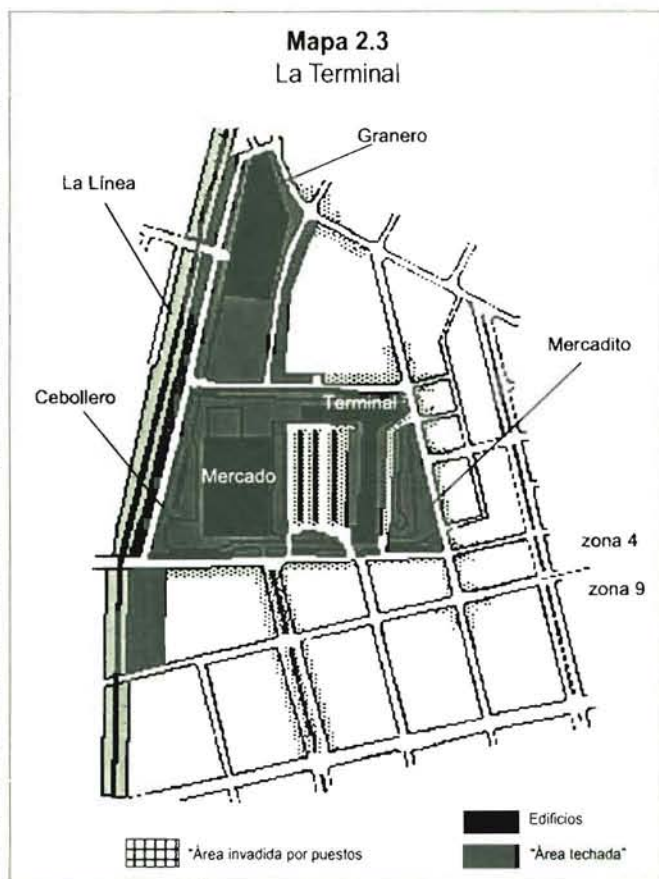 Mapa 2.3
La Terminal
Granero
La Línea
Mercadito
Cebollero
Terminal
Mercado
zona 4
zona 9
Edificios
"Área invadida por puestos
"Área techada"